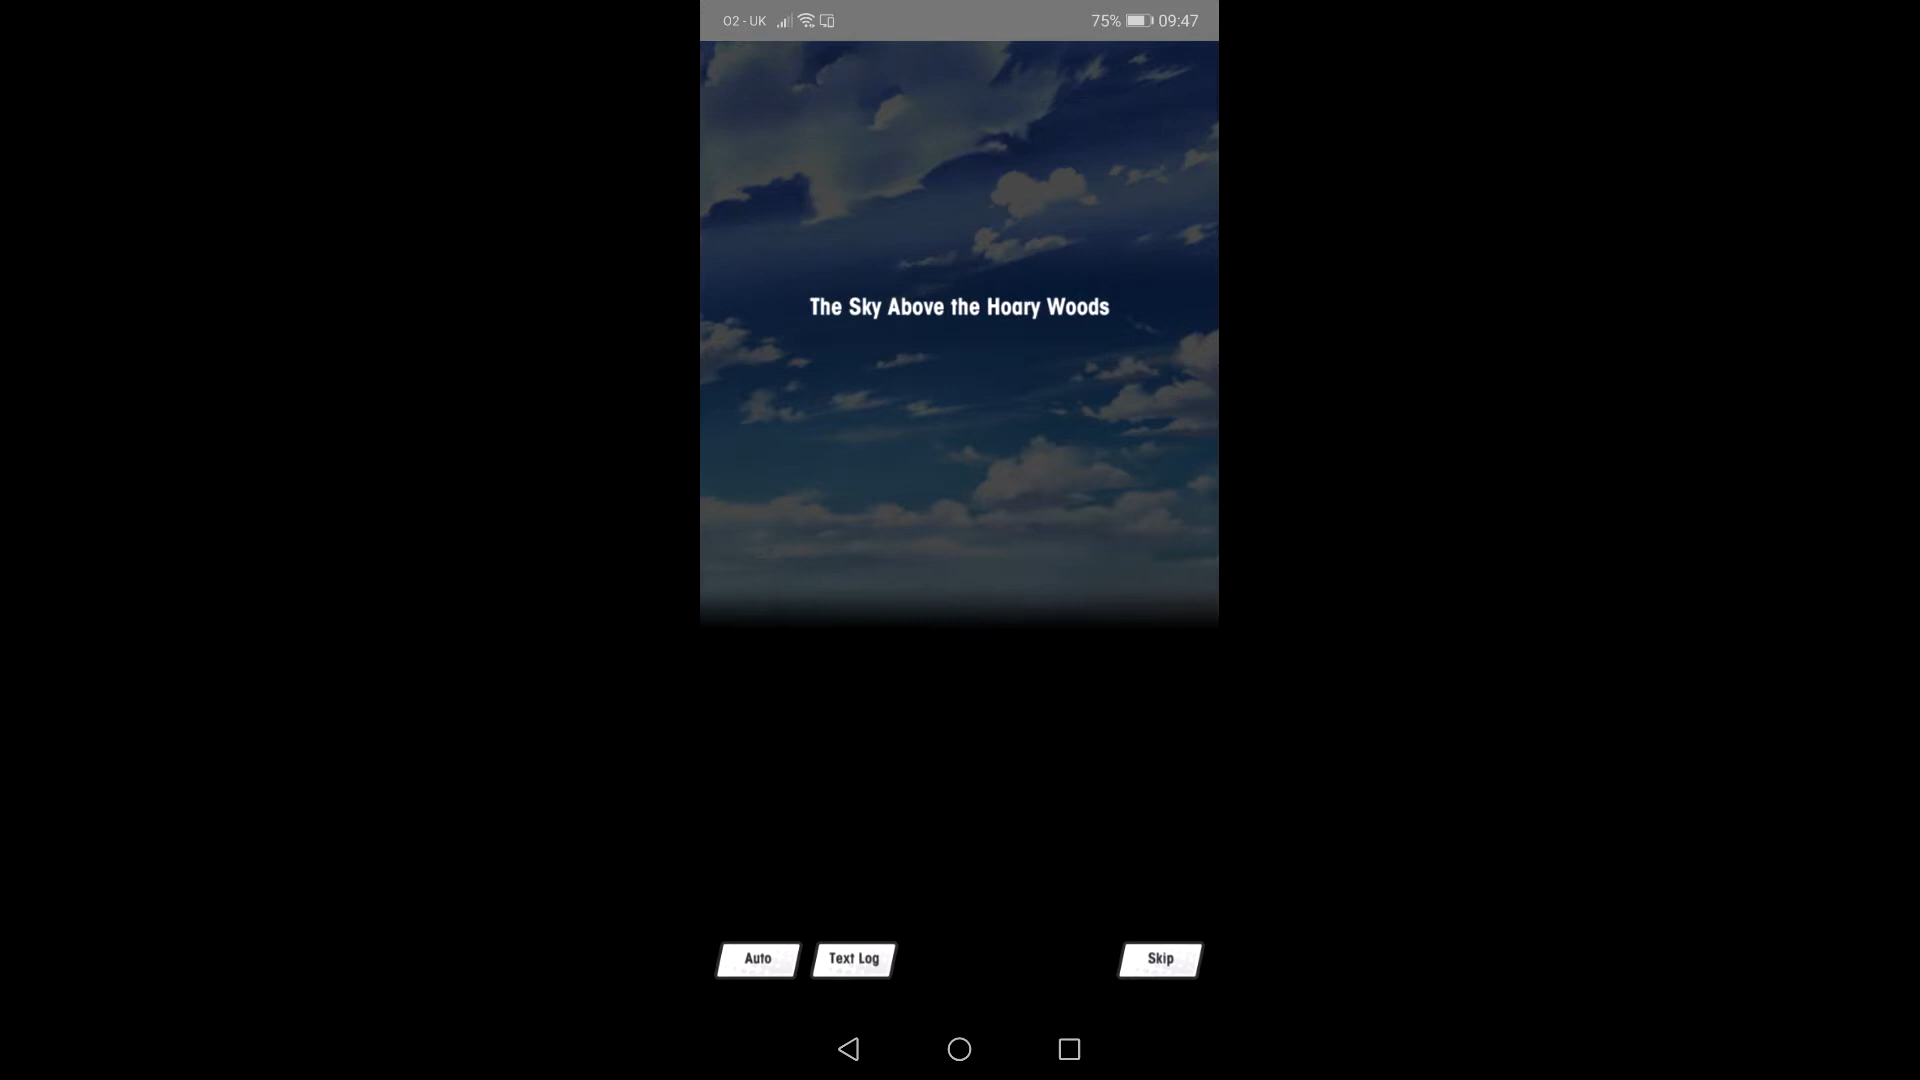 O2 - UK 75% 09:47
The Sky Above the Hoary Woods
Auto Text Log Skip